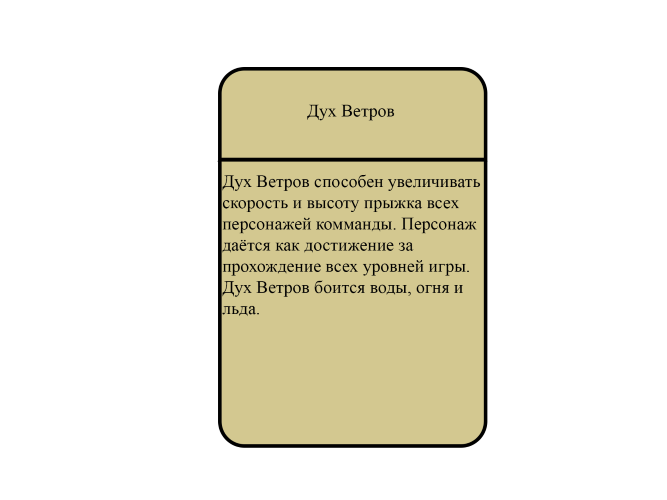 Дух Ветров
Дух Ветров способен увеличивать
скорость и высоту прыжка всех
персонажей комманды. Персонаж
даётся как достижение за
прохождение всех уровней игры.
Дух Ветров боится воды, огня и
льда.